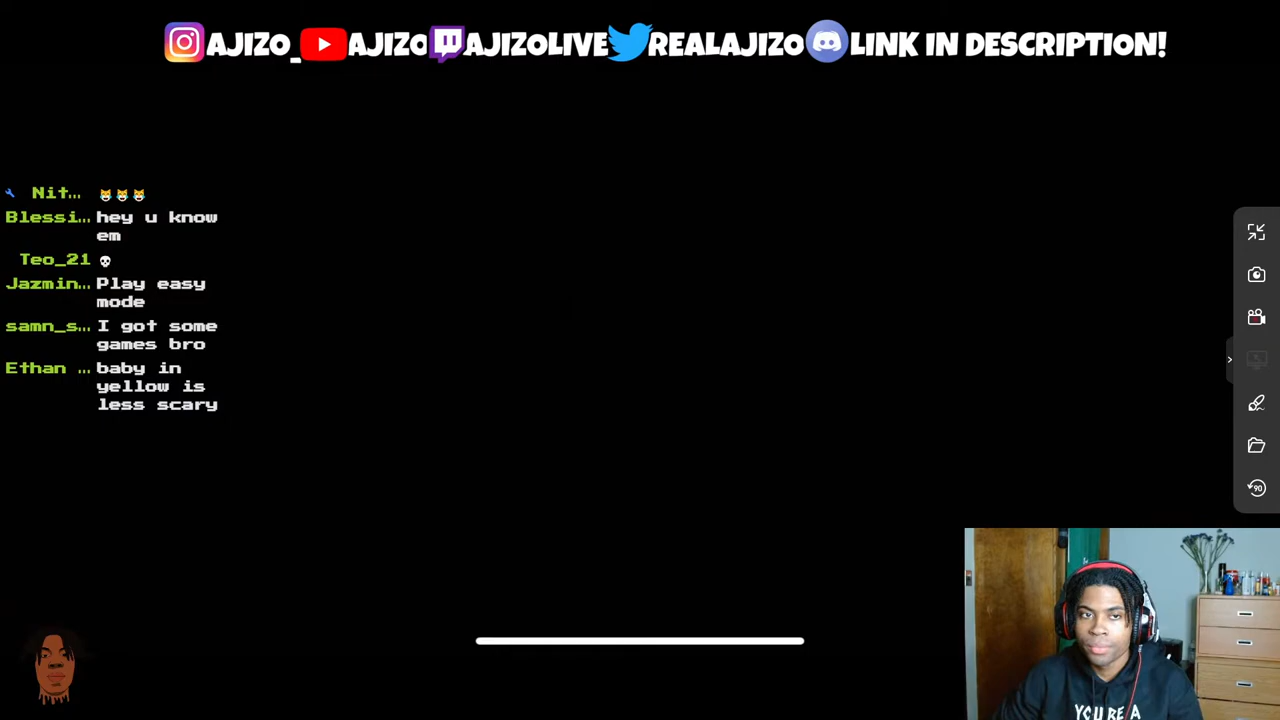 AJIZO_ AJIZO AJIZOLIVE REALAJIZO LINK IN DESCRIPTION!
Nit... 😹😹😹
Blessi... hey u know
em
Teo_21 💀
Jazmin... Play easy
mode
samn_s... I got some
games bro
Ethan ... baby in
yellow is
less scary
90
YOU'RE A